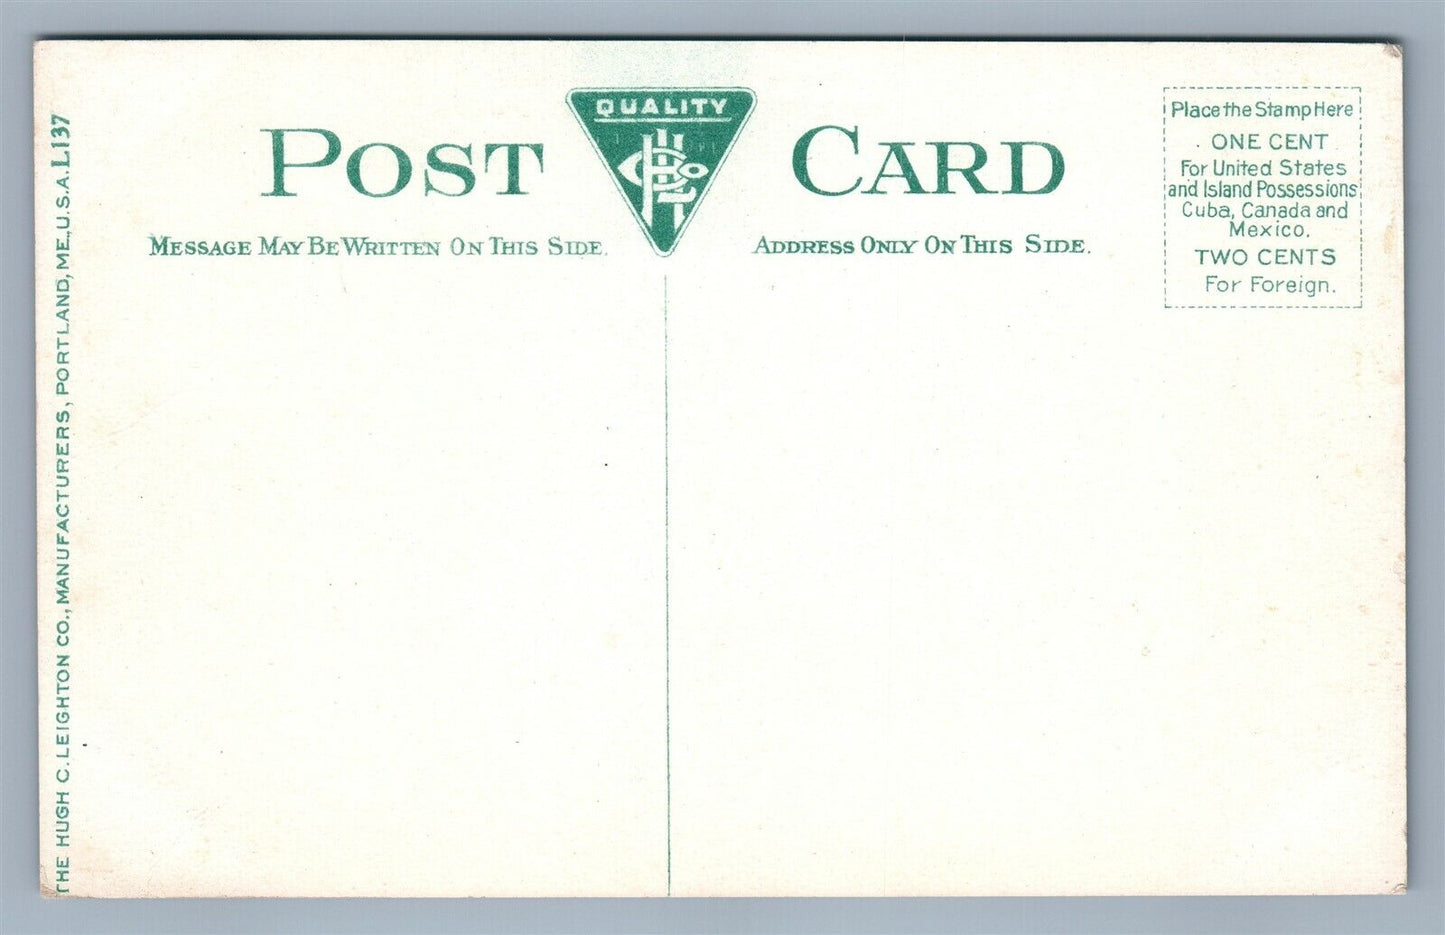 POST CARD
QUALITY
MESSAGE MAY BE WRITTEN ON THIS SIDE.
ADDRESS ONLY ON THIS SIDE.
Place the Stamp Here
ONE CENT
For United States
and Island Possessions
Cuba, Canada and
Mexico.
TWO CENTS
For Foreign.
THE HUGH C. LEIGHTON CO., MANUFACTURERS, PORTLAND, ME., U.S.A. L137